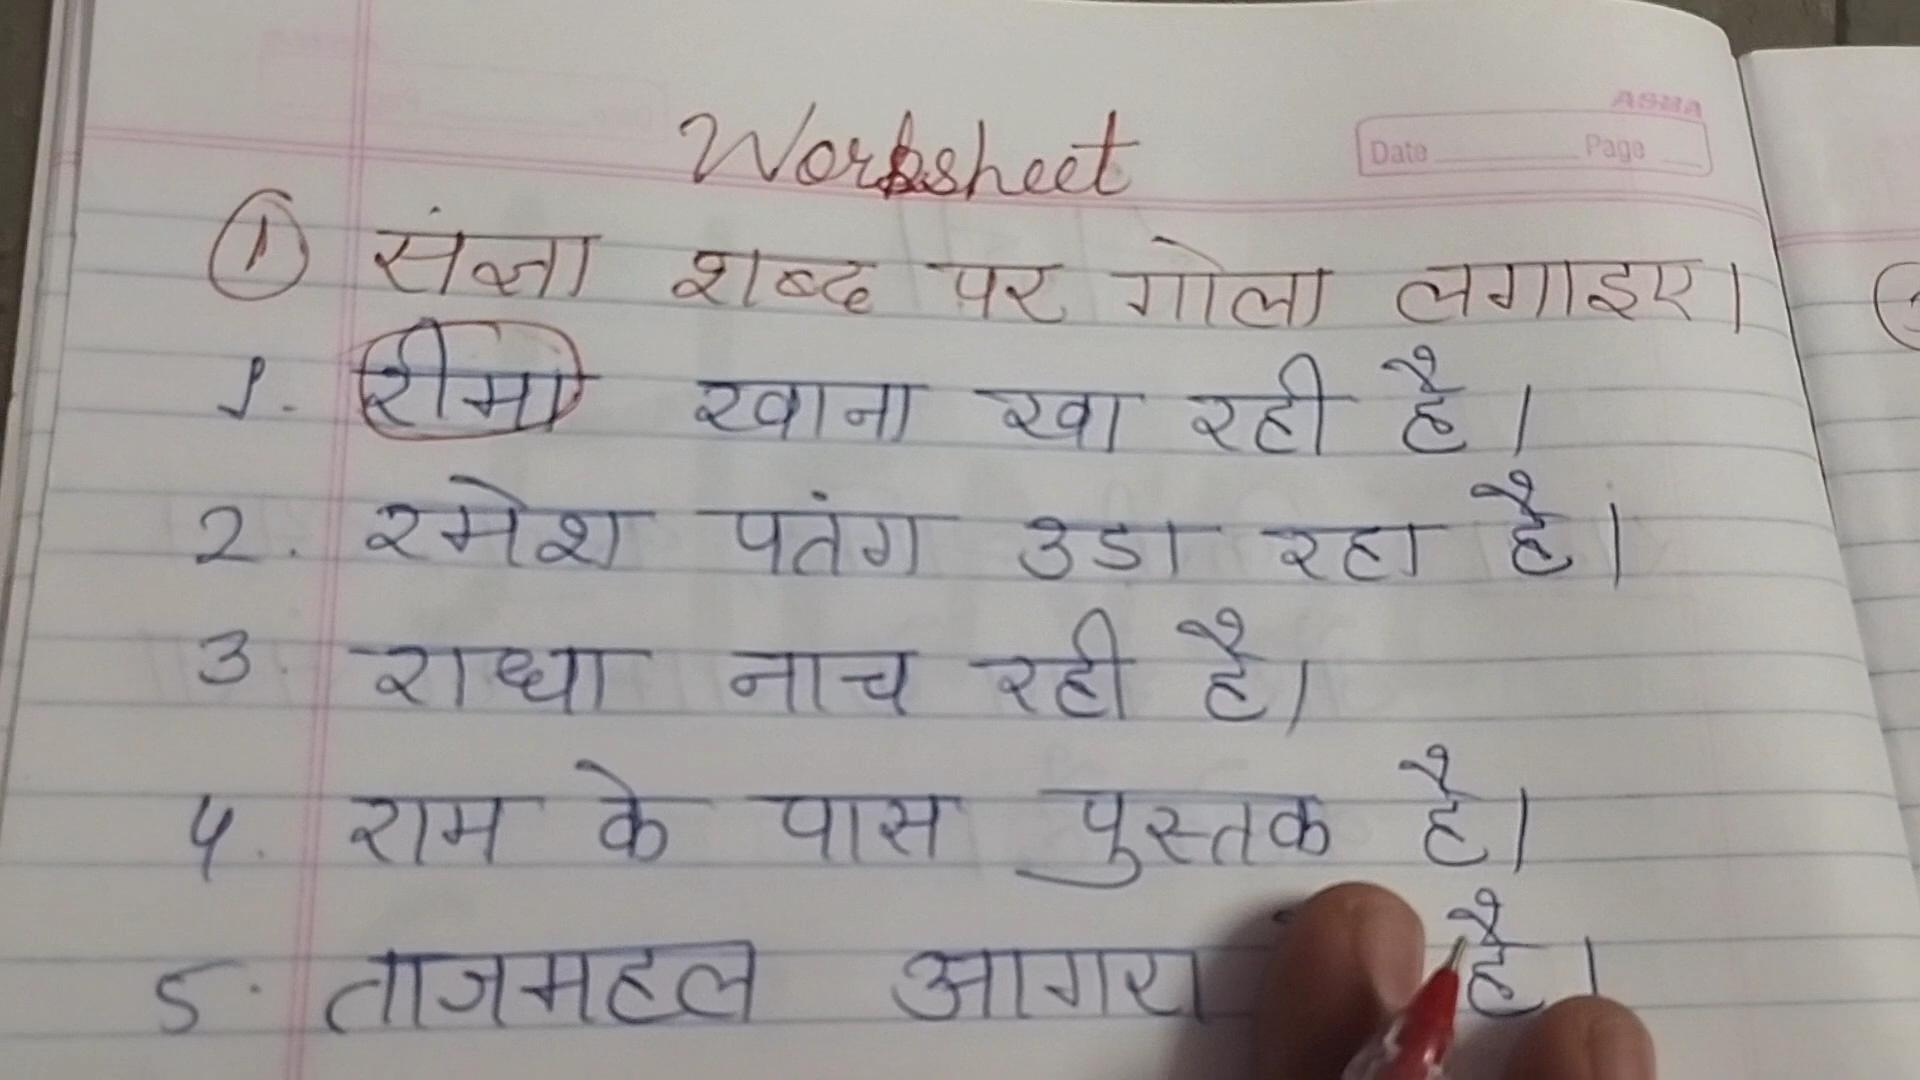 Worksheet
ASHA
Date Page
① संज्ञा शब्द पर गोला लगाइए।
1. रीमा खाना खा रही है।
2. रमेश पतंग उडा रहा है।
3. राधा नाच रही है।
4. राम के पास पुस्तक है।
5. ताजमहल आगरा है।